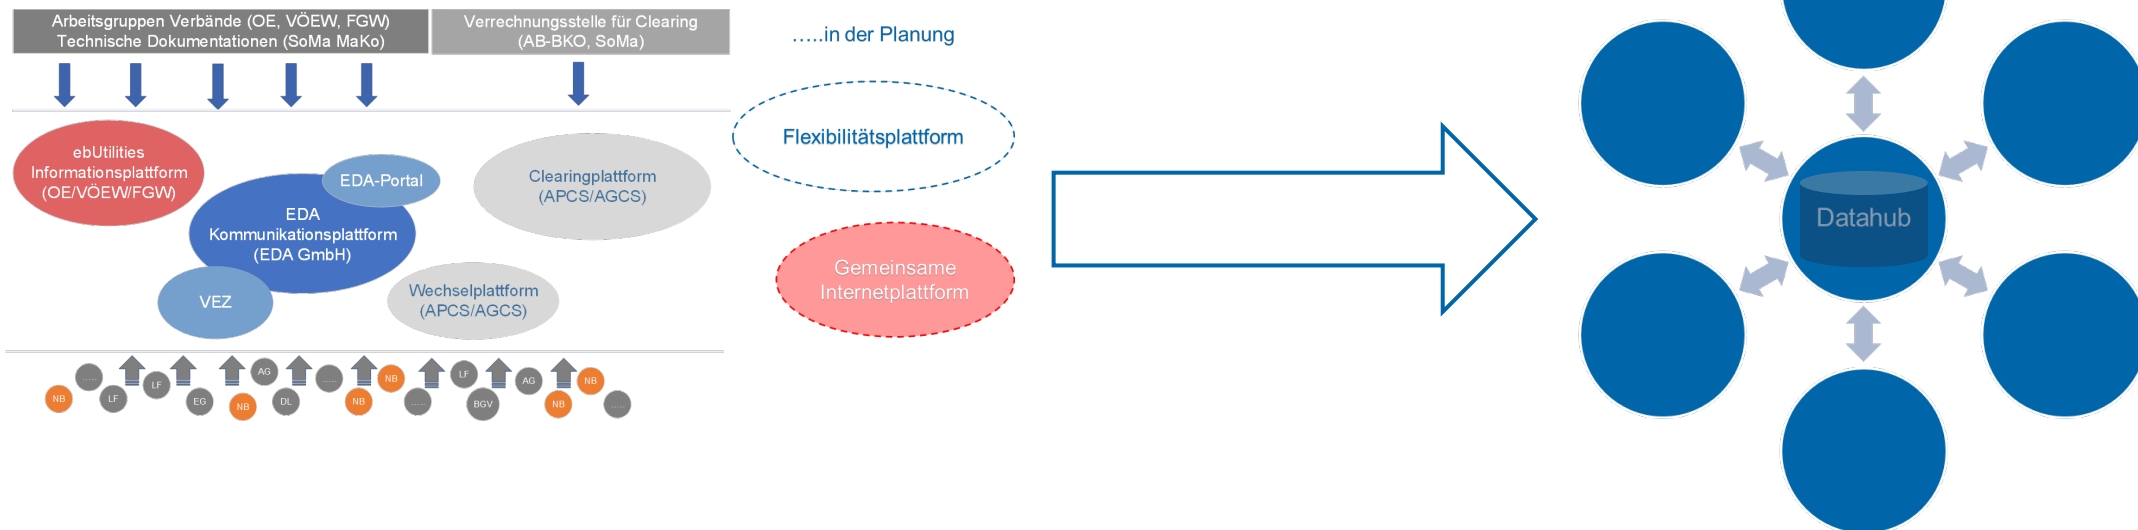 Arbeitsgruppen Verbände (OE, VÖEW, FGW)
Technische Dokumentationen (SoMa MaKo)
Verrechnungsstelle für Clearing
(AB-BKO, SoMa)
…..in der Planung
ebUtilities
Informationsplattform
(OE/VÖEW/FGW)
EDA-Portal
EDA
Kommunikationsplattform
(EDA GmbH)
VEZ
Clearingplattform
(APCS/AGCS)
Wechselplattform
(APCS/AGCS)
Flexibilitätsplattform
Gemeinsame
Internetplattform
Datahub
NB
…..
LF
LF
EG
NB
AG
DL
…..
NB
NB
…..
LF
BGV
AG
NB
NB
…..